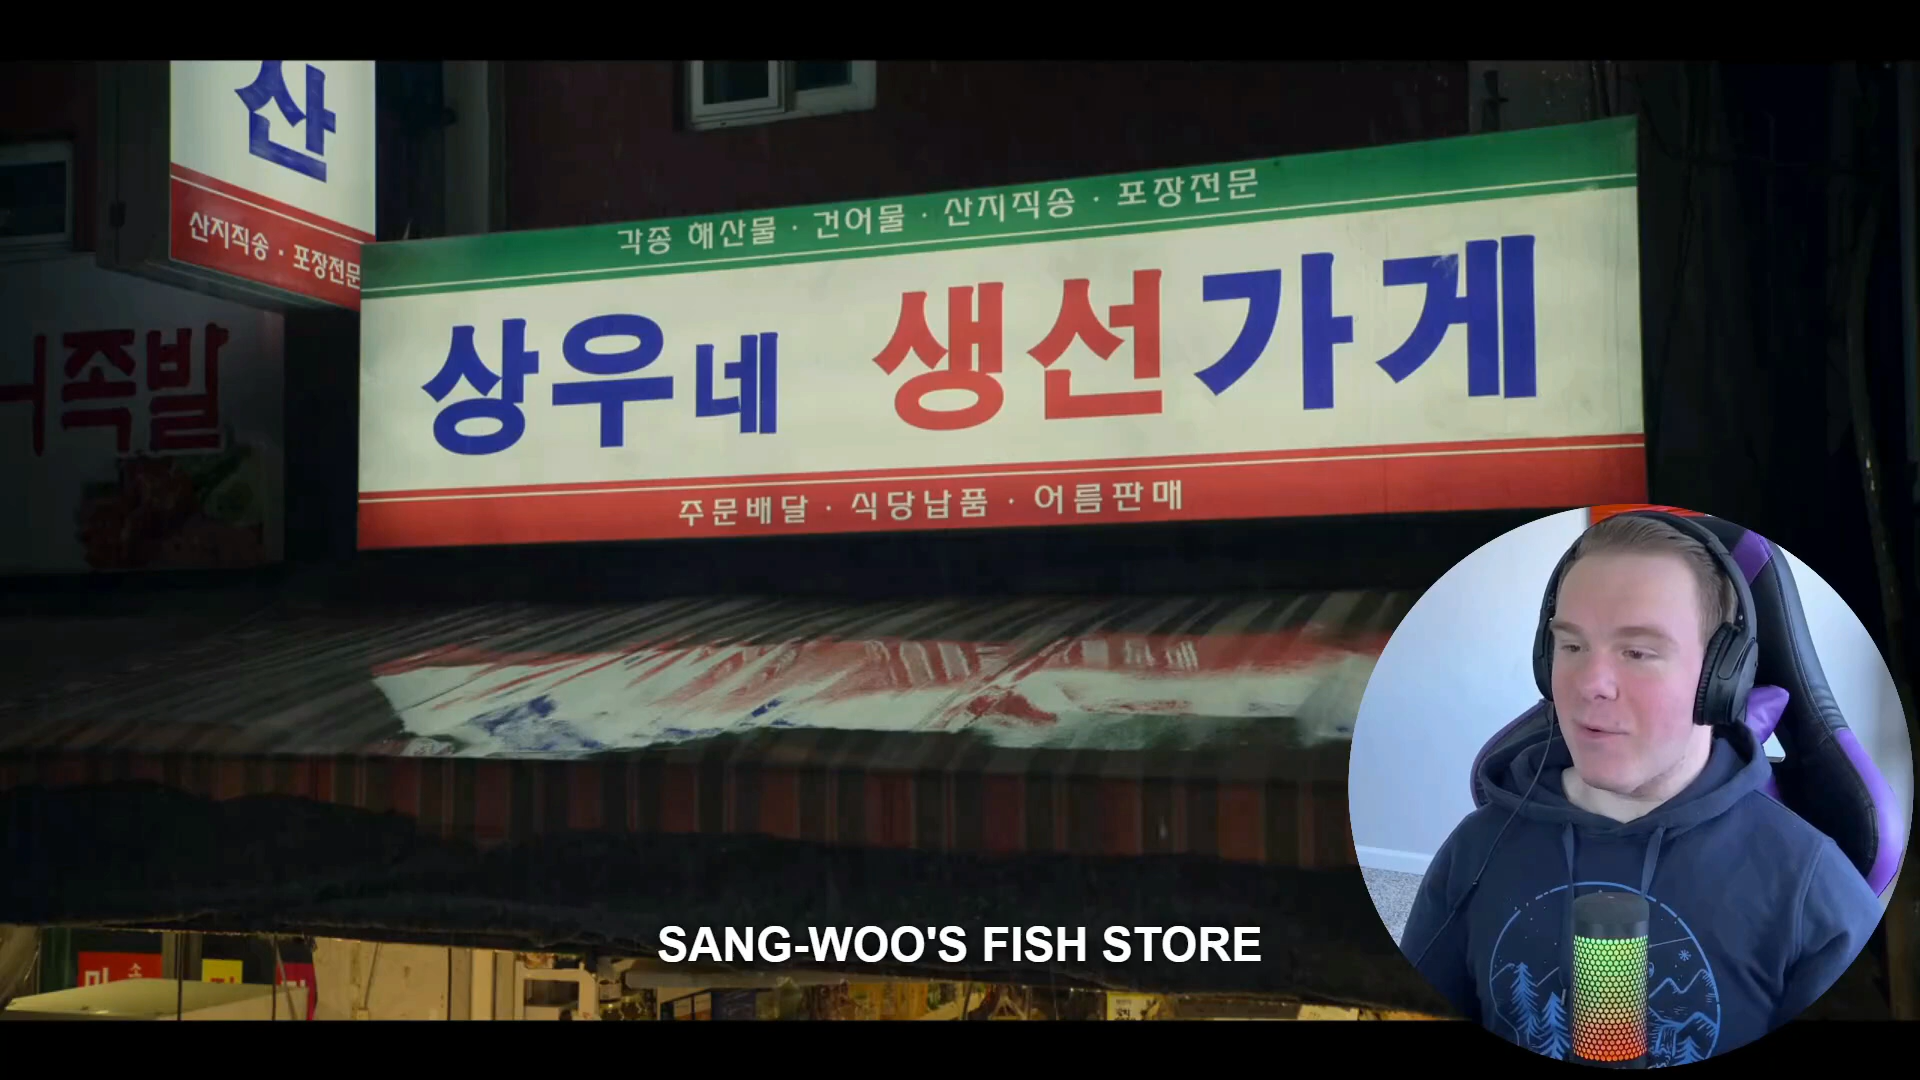 산
산지직송 · 포장전문
각종 해산물 · 건어물 · 산지직송 · 포장전문
상우네 생선가게
주문배달 · 식당납품 · 어름판매
족발
SANG-WOO'S FISH STORE